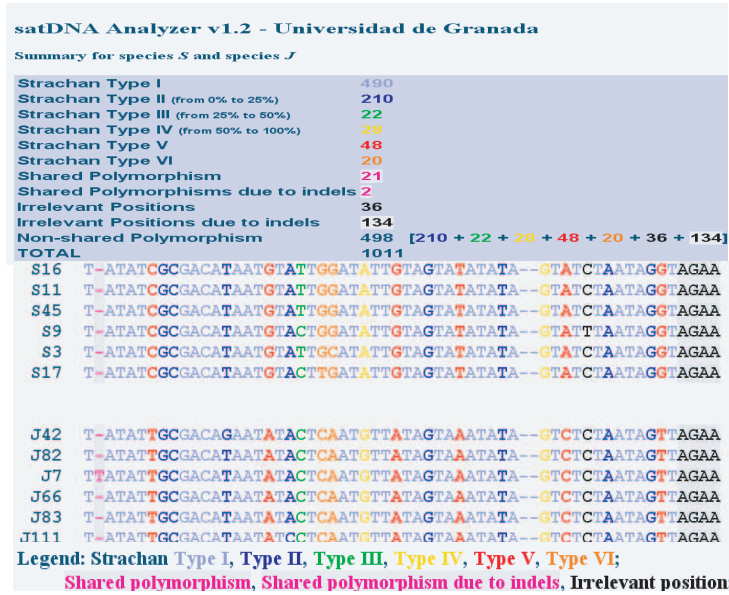 satDNA Analyzer v1.2 - Universidad de Granada
Summary for species S and species J
Strachan Type I 490
Strachan Type II (from 0% to 25%) 210
Strachan Type III (from 25% to 50%) 22
Strachan Type IV (from 50% to 100%) 28
Strachan Type V 48
Strachan Type VI 20
Shared Polymorphism 21
Shared Polymorphisms due to indels 2
Irrelevant Positions 36
Irrelevant Positions due to indels 134
Non-shared Polymorphism 498 [210 + 22 + 28 + 48 + 20 + 36 + 134]
TOTAL 1011
S16 T-ATATCGCGACATAATGTATTGGATATTGTAGTATATATA--GTATCTAATAGGTAGAA
S11 T-ATATCGCGACATAATGTATTGGATATTGTAGTATATATA--GTATCTAATAGGTAGAA
S45 T-ATATCGCGACATAATGTATTGGATATTGTAGTATATATA--GTATCTAATAGGTAGAA
S9 T-ATATCGCGACATAATGTACTGGATATTGTAGTATATATA--GTATTTAATAGGTAGAA
S3 T-ATATCGCGACATAATGTATTGCATATTGTAGTATATATA--GTATCTAATAGGTAGAA
S17 T-ATATCGCGACATAATGTACTTGATATTGTAGTATATATA--GTATCTAATAGGTAGAA
J42 T-ATATTGCGACAGAATATACTCAATGTTATAGTAAATATA--GTCTCTAATAGTTAGAA
J82 T-ATATTGCGACATAATATACTCAATGTTATAGTAAATATA--GTCTCTAATAGTTAGAA
J7 TTATATTGCGACATAATATACTCAATGTTATAGTAAATATA--GTCTCTAATAGTTAGAA
J66 T-ATATTGCGACATAATATACTCAATGTTATAGTAAATATA--GTCTCTAATAGTTAGAA
J83 T-ATATTGCGACATAATATACTCAATGTTATAGTAAATATA--GTCTCTAATAGTTAGAA
J111 T-ATATTGCGACATAATATCCTCAATGTTATAGTAAATATA--GTCTCTAATAGTTAGAA
Legend: Strachan Type I, Type II, Type III, Type IV, Type V, Type VI;
Shared polymorphism, Shared polymorphism due to indels, Irrelevant position